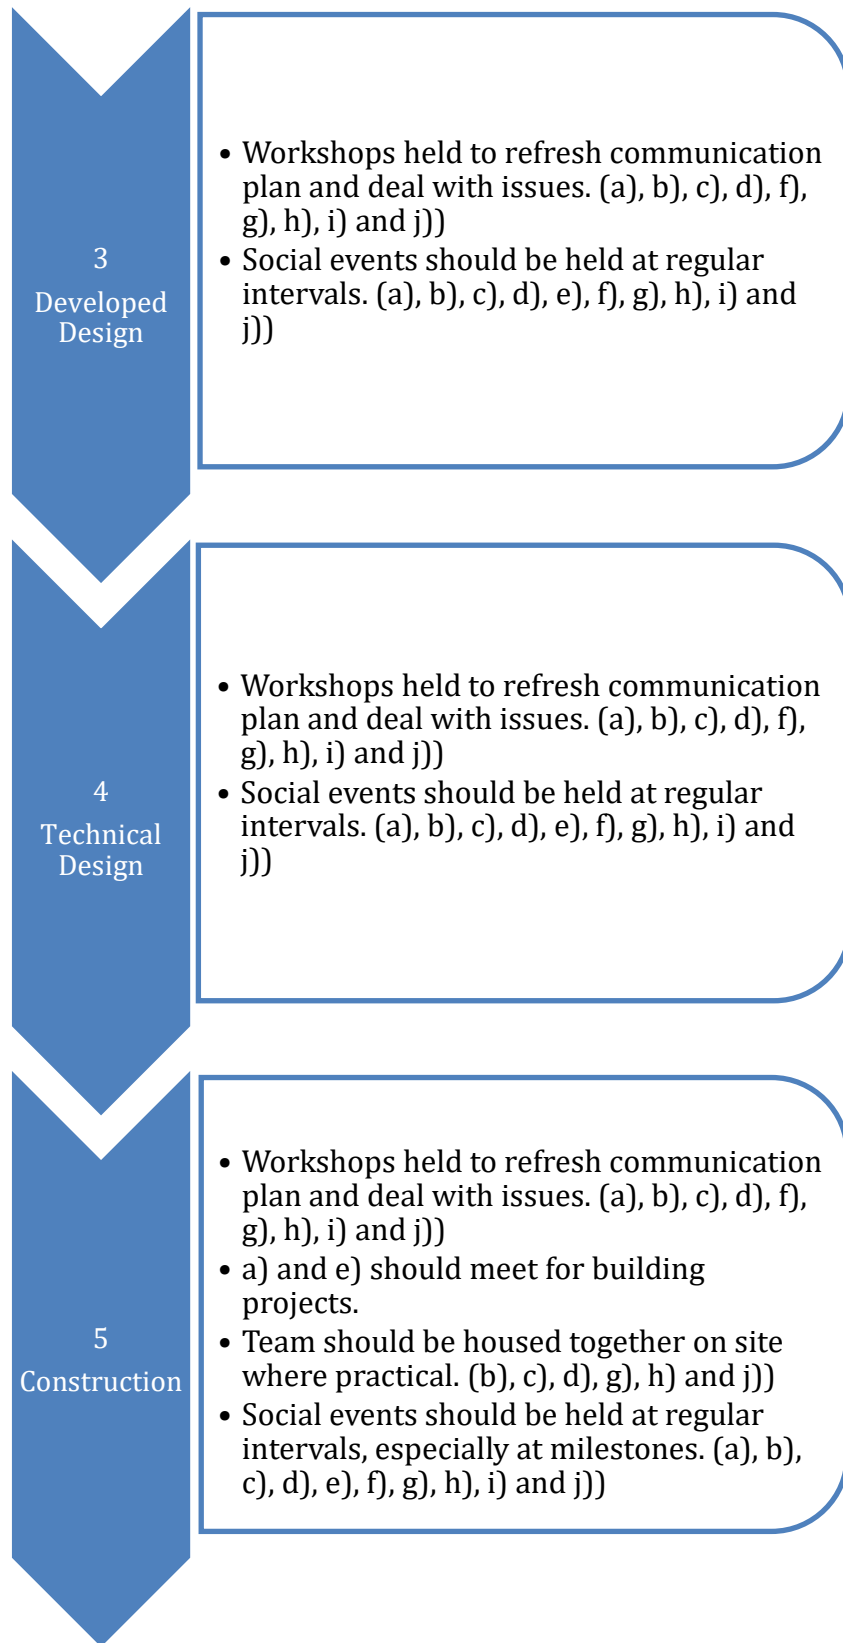 3
Developed
Design
• Workshops held to refresh communication
plan and deal with issues. (a), b), c), d), f),
g), h), i) and j))
• Social events should be held at regular
intervals. (a), b), c), d), e), f), g), h), i) and
j))
4
Technical
Design
• Workshops held to refresh communication
plan and deal with issues. (a), b), c), d), f),
g), h), i) and j))
• Social events should be held at regular
intervals. (a), b), c), d), e), f), g), h), i) and
j))
5
Construction
• Workshops held to refresh communication
plan and deal with issues. (a), b), c), d), f),
g), h), i) and j))
• a) and e) should meet for building
projects.
• Team should be housed together on site
where practical. (b), c), d), g), h) and j))
• Social events should be held at regular
intervals, especially at milestones. (a), b),
c), d), e), f), g), h), i) and j))